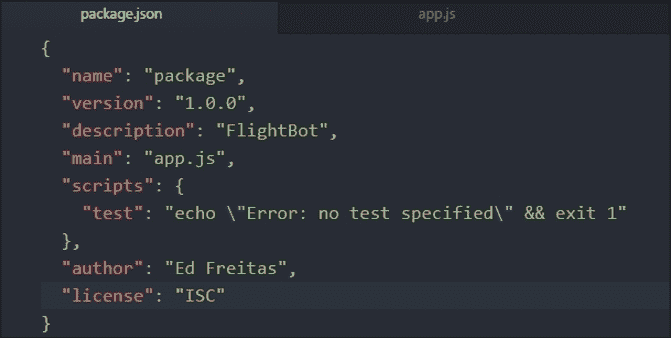 package.json app.js
{
  "name": "package",
  "version": "1.0.0",
  "description": "FlightBot",
  "main": "app.js",
  "scripts": {
    "test": "echo \"Error: no test specified\" && exit 1"
  },
  "author": "Ed Freitas",
  "license": "ISC"
}